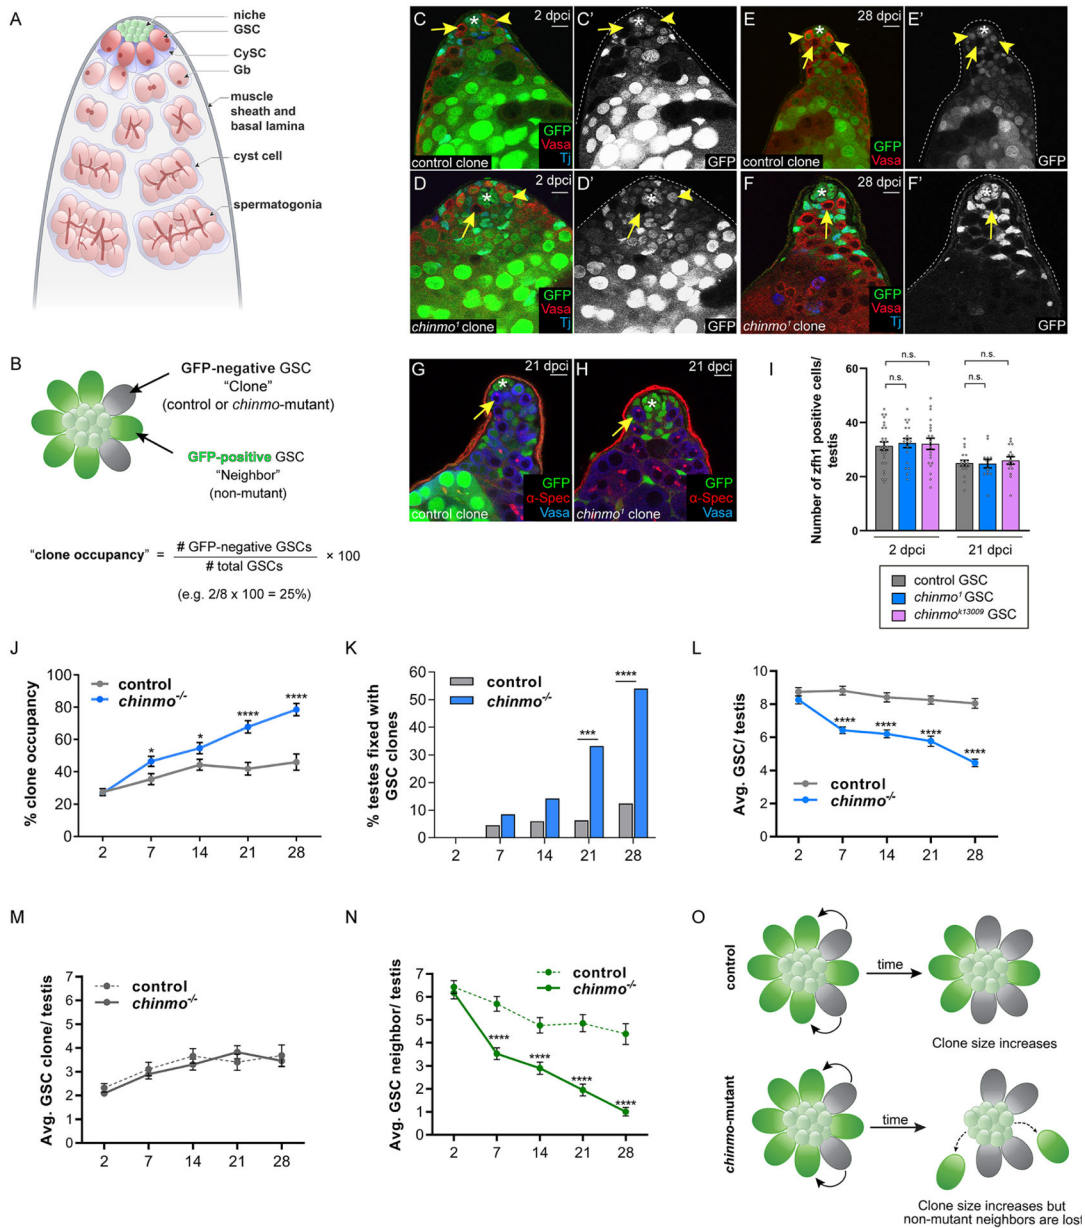 A
niche
GSC
CySC
Gb
muscle
sheath and
basal lamina
cyst cell
spermatogonia
B
GFP-negative GSC
"Clone"
(control or chinmo-mutant)
GFP-positive GSC
"Neighbor"
(non-mutant)
"clone occupancy" = # GFP-negative GSCs / # total GSCs × 100
(e.g. 2/8 x 100 = 25%)
C
2 dpci
*
GFP
Vasa
Tj
control clone
C'
*
GFP
E
28 dpci
*
GFP
Vasa
control clone
E'
*
GFP
D
2 dpci
*
GFP
Vasa
Tj
chinmo¹ clone
D'
*
GFP
F
28 dpci
*
GFP
Vasa
Tj
chinmo¹ clone
F'
*
GFP
G
21 dpci
*
GFP
α-Spec
Vasa
control clone
H
21 dpci
*
GFP
α-Spec
Vasa
chinmo¹ clone
I
Number of zfh1 positive cells/
testis
60
40
20
0
n.s.
n.s.
n.s.
n.s.
2 dpci
21 dpci
control GSC
chinmo¹ GSC
chinmoᵏ¹³⁰⁰⁹ GSC
J
% clone occupancy
100
80
60
40
20
0
control
chinmo⁻/⁻
*
*
****
****
2 7 14 21 28
K
% testes fixed with
GSC clones
60
50
40
30
20
10
0
control
chinmo⁻/⁻
***
****
2 7 14 21 28
L
Avg. GSC/ testis
10
8
6
4
2
0
****
****
****
****
control
chinmo⁻/⁻
2 7 14 21 28
M
Avg. GSC clone/ testis
7
6
5
4
3
2
1
0
control
chinmo⁻/⁻
2 7 14 21 28
N
Avg. GSC neighbor/ testis
7
6
5
4
3
2
1
0
control
chinmo⁻/⁻
****
****
****
****
2 7 14 21 28
O
control
time
Clone size increases
chinmo-mutant
time
Clone size increases but
non-mutant neighbors are lost